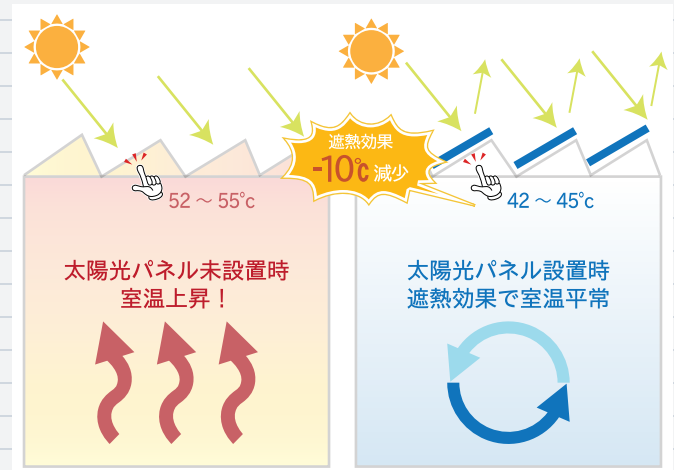 遮熱効果
-10℃ 減少
52 ～ 55℃
42 ～ 45℃
太陽光パネル未設置時
室温上昇！
太陽光パネル設置時
遮熱効果で室温平常